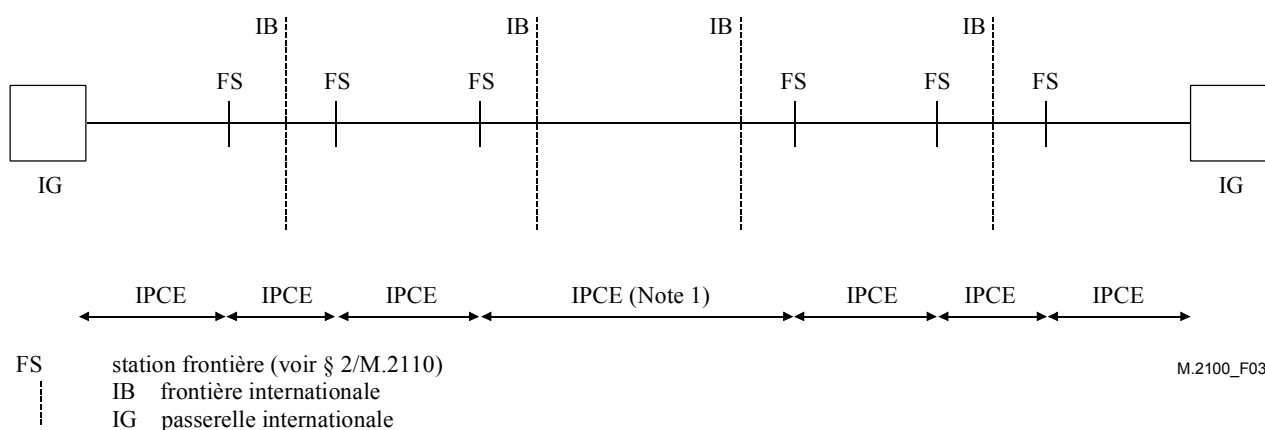 IB IB IB IB
FS FS FS FS FS FS
IG IG
IPCE IPCE IPCE IPCE (Note 1) IPCE IPCE IPCE
FS station frontière (voir § 2/M.2110)
M.2100_F03
IB frontière internationale
IG passerelle internationale